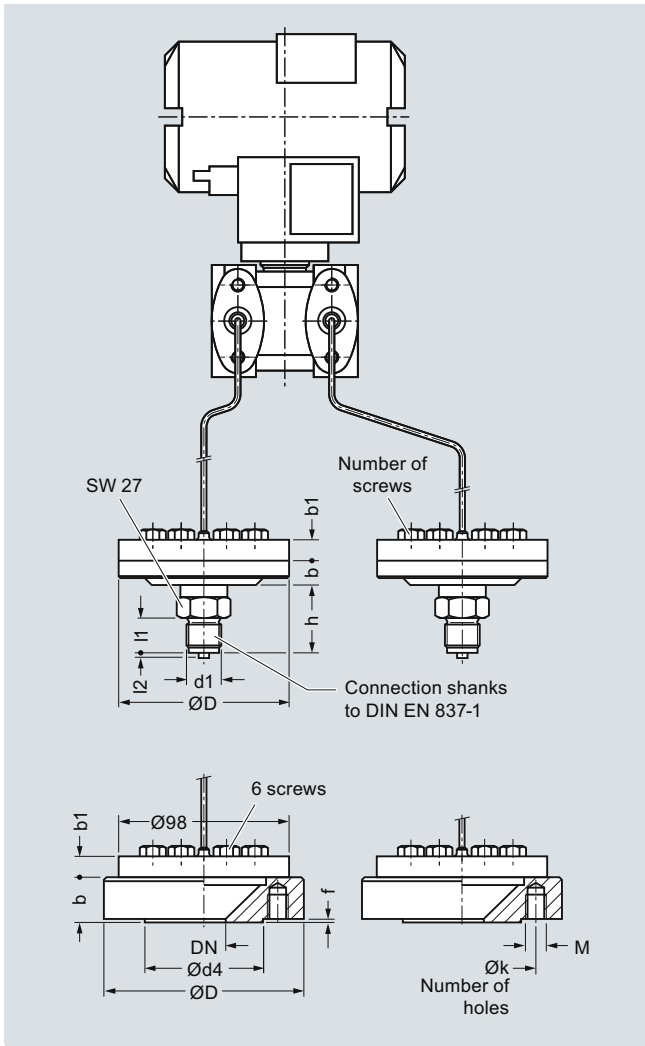 Number of
screws
SW 27
b1
b
h
l1
l2
d1
ØD
Connection shanks
to DIN EN 837-1
6 screws
b1
Ø98
b
f
DN
M
Ød4
Øk
ØD
Number of
holes